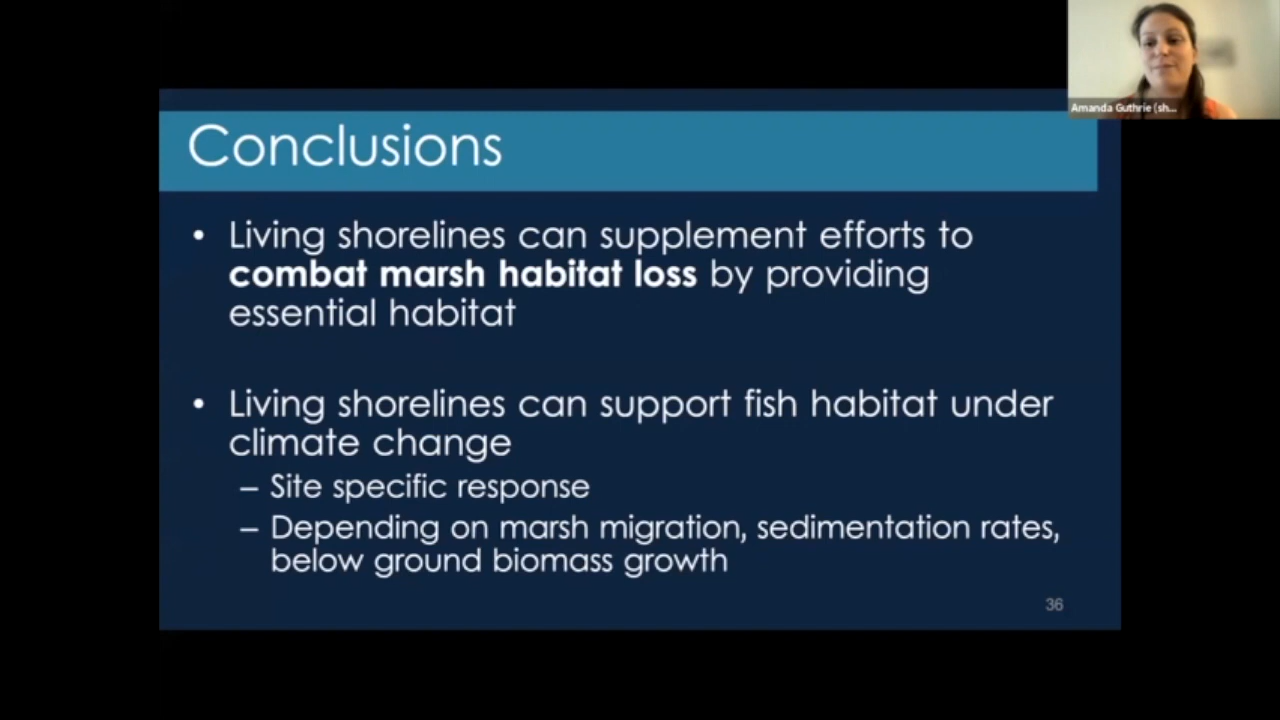 Amanda Guthrie (sh...
Conclusions
• Living shorelines can supplement efforts to
combat marsh habitat loss by providing
essential habitat
• Living shorelines can support fish habitat under
climate change
– Site specific response
– Depending on marsh migration, sedimentation rates,
below ground biomass growth
36